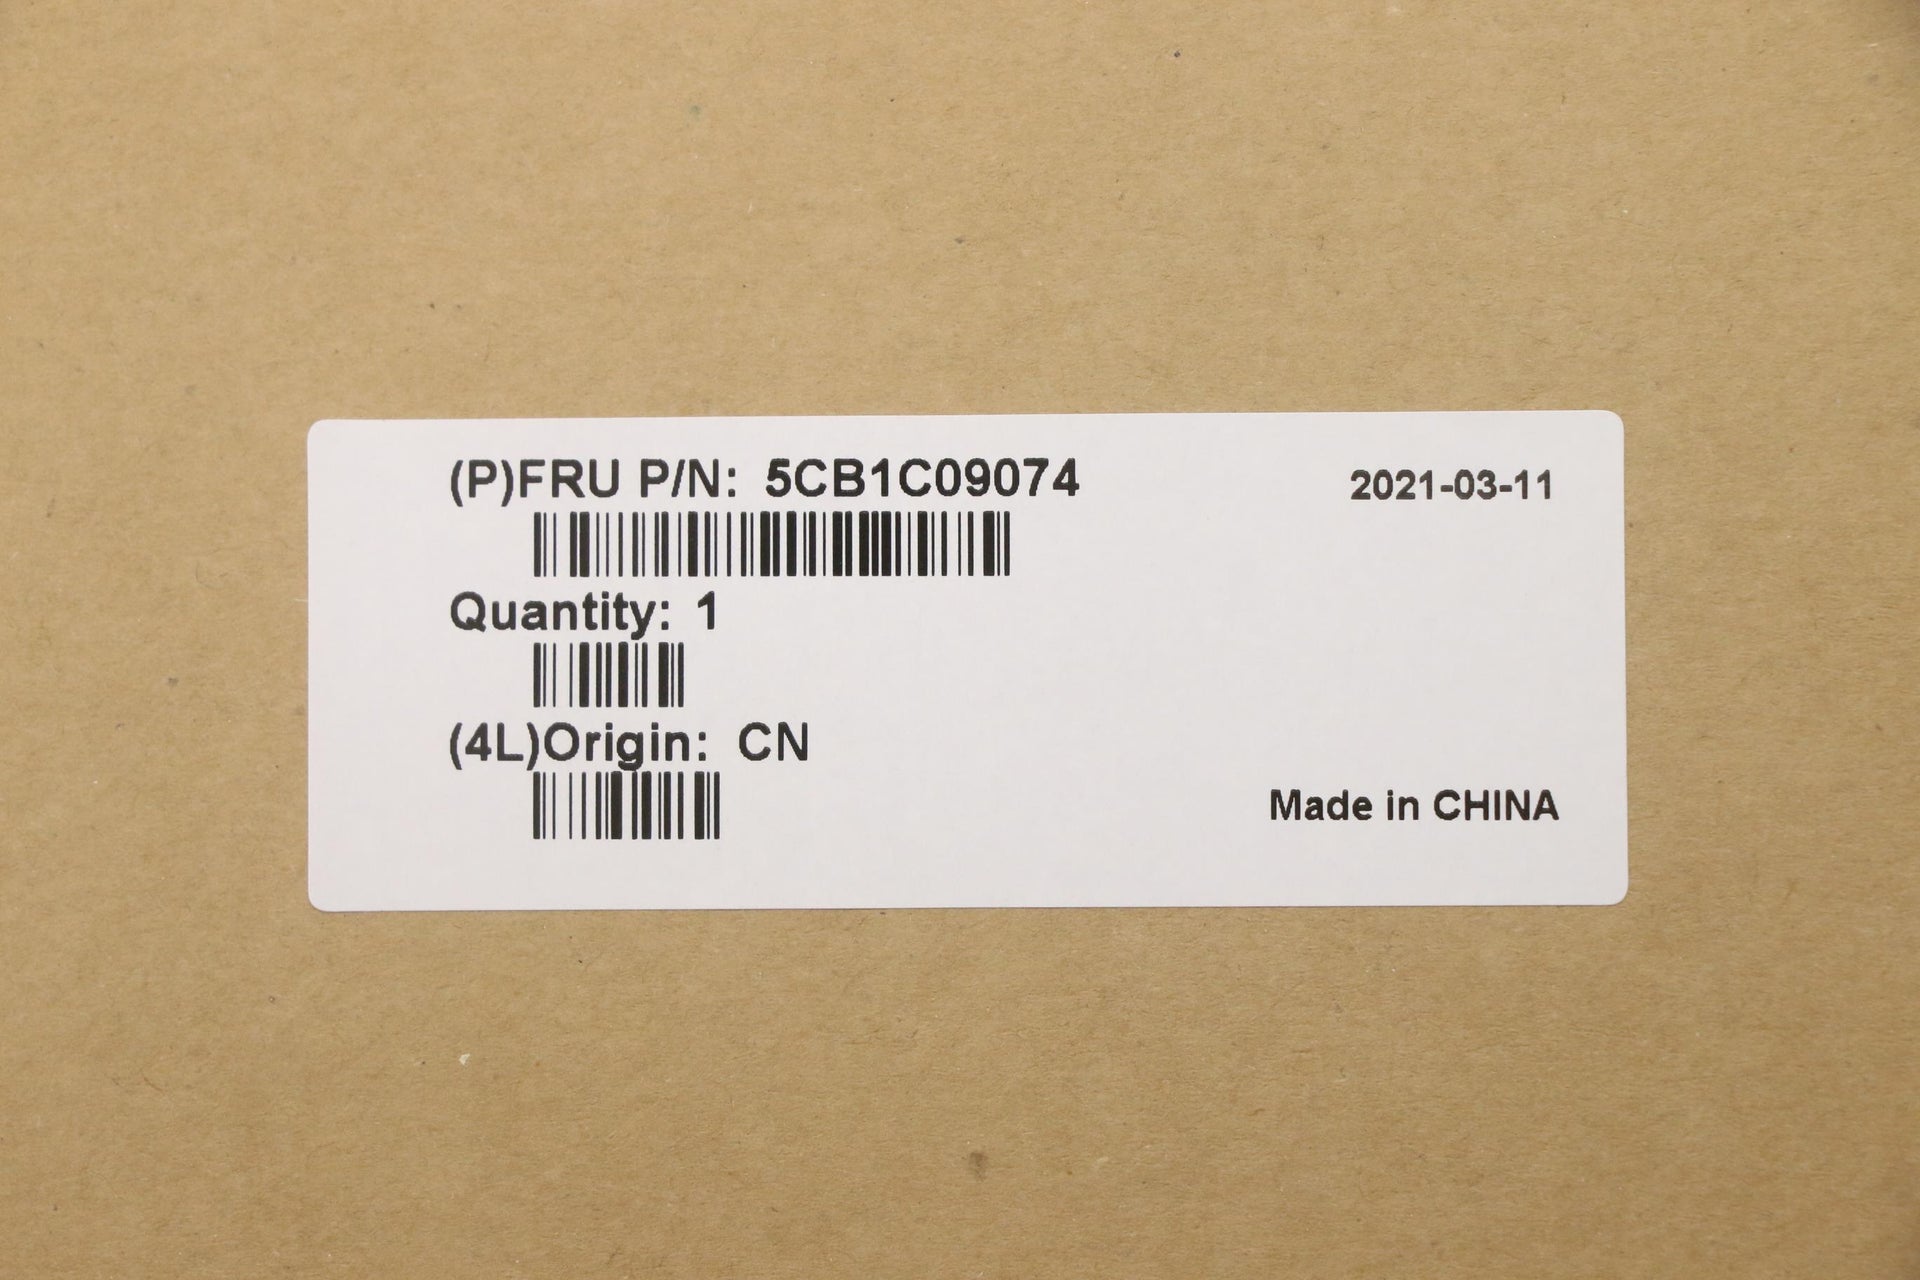 (P)FRU P/N: 5CB1C09074
2021-03-11
Quantity: 1
(4L)Origin: CN
Made in CHINA